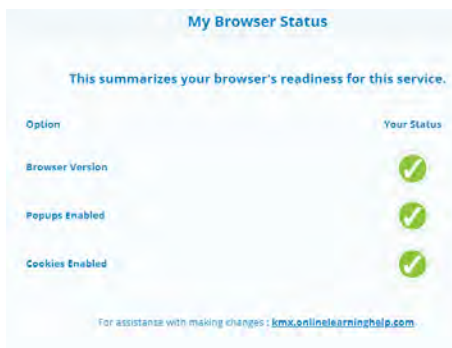 My Browser Status
This summarizes your browser's readiness for this service.
Option Your Status
Browser Version
Popups Enabled
Cookies Enabled
For assistance with making changes : kmx.onlinelearninghelp.com